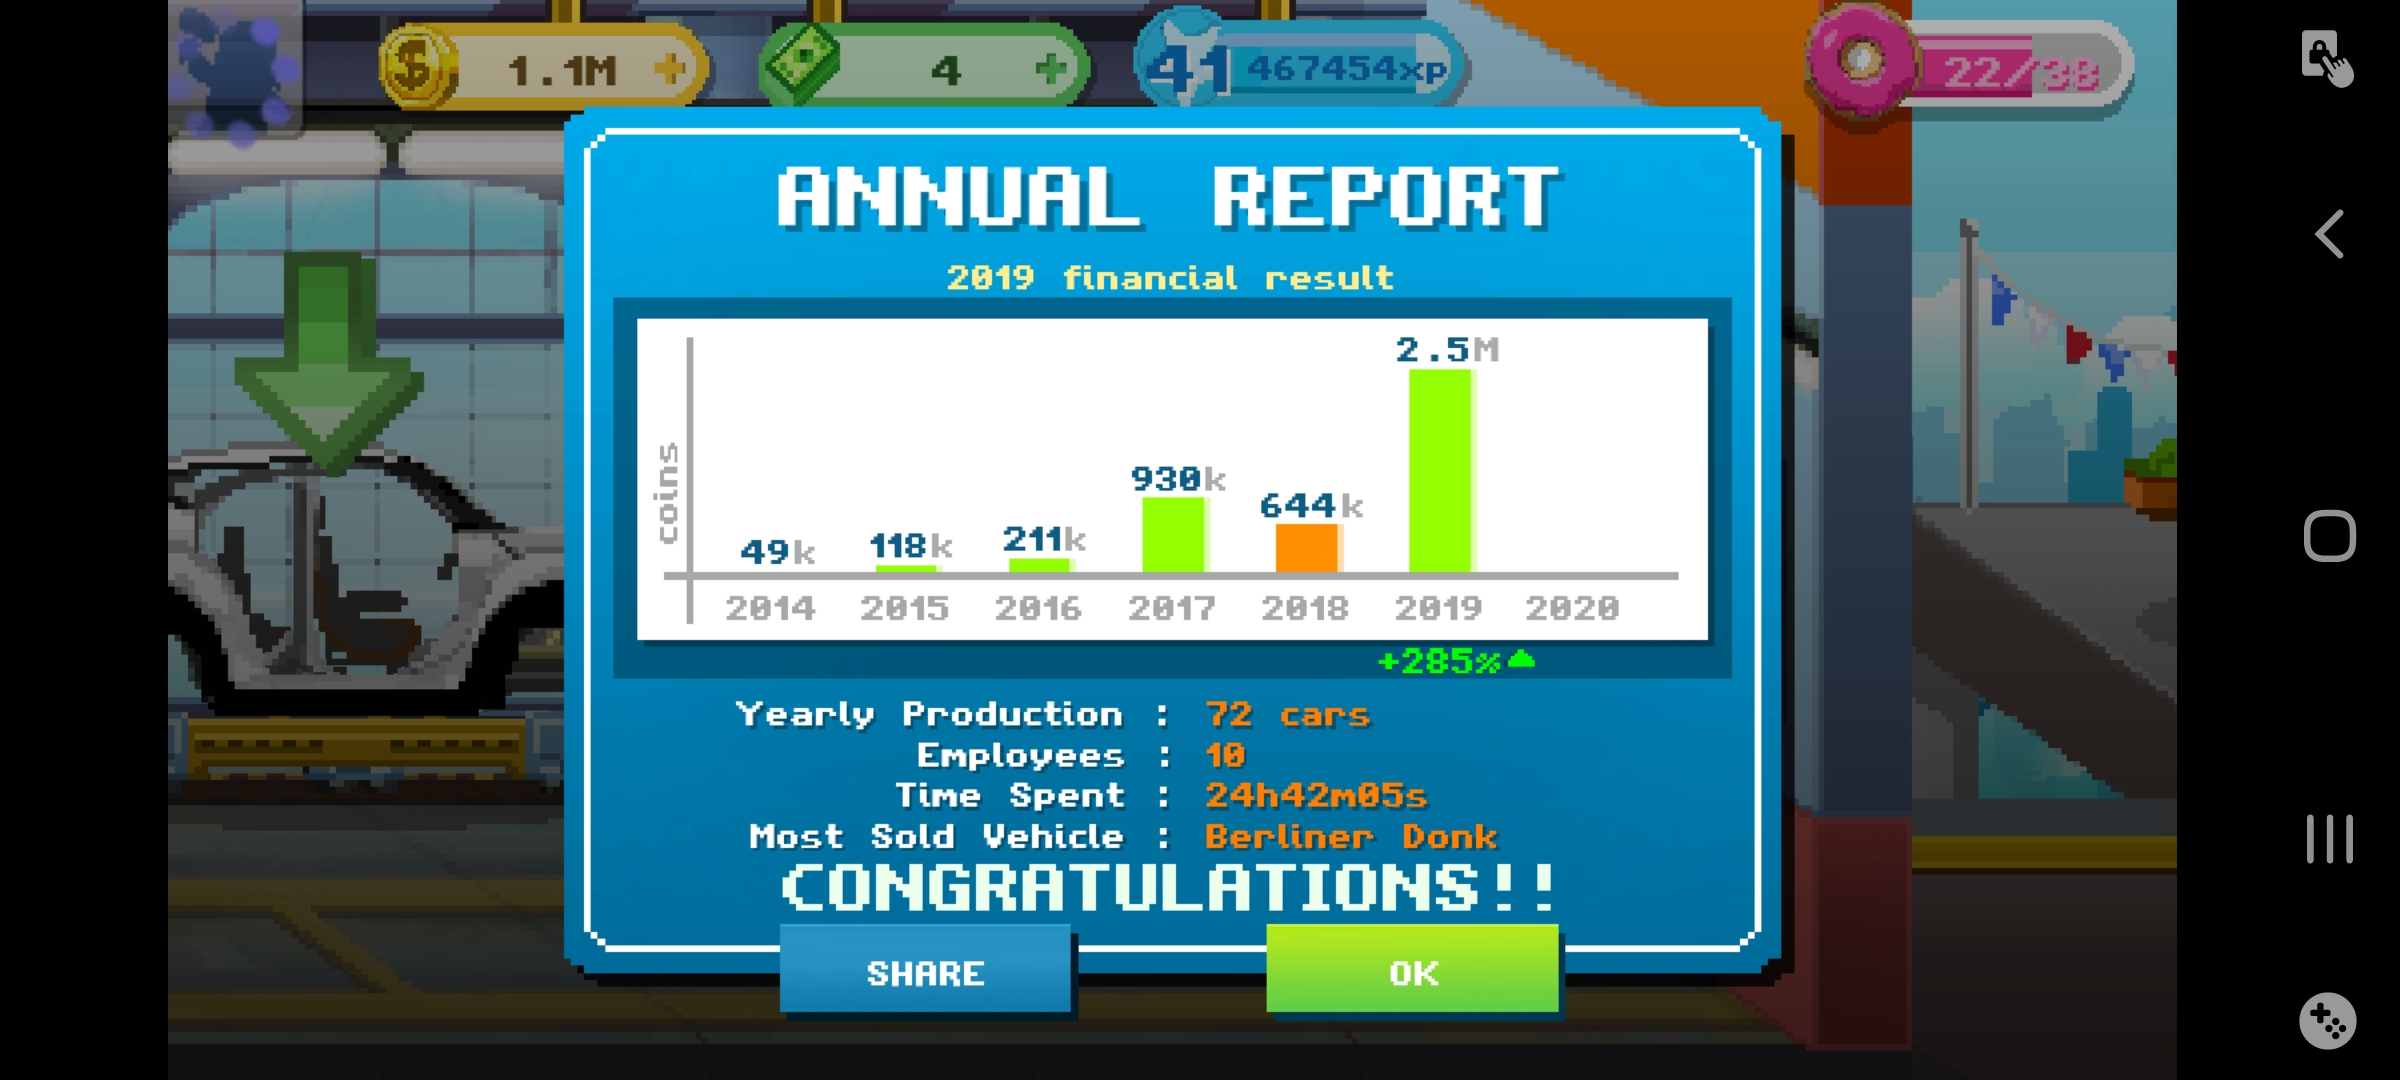 1.1M
4
41 467454xp
22/38
ANNUAL REPORT
2019 financial result
coins
49k
118k
211k
930k
644k
2.5M
2014 2015 2016 2017 2018 2019 2020
+285%
Yearly Production : 72 cars
Employees : 10
Time Spent : 24h42m05s
Most Sold Vehicle : Berliner Donk
CONGRATULATIONS!!
SHARE
OK